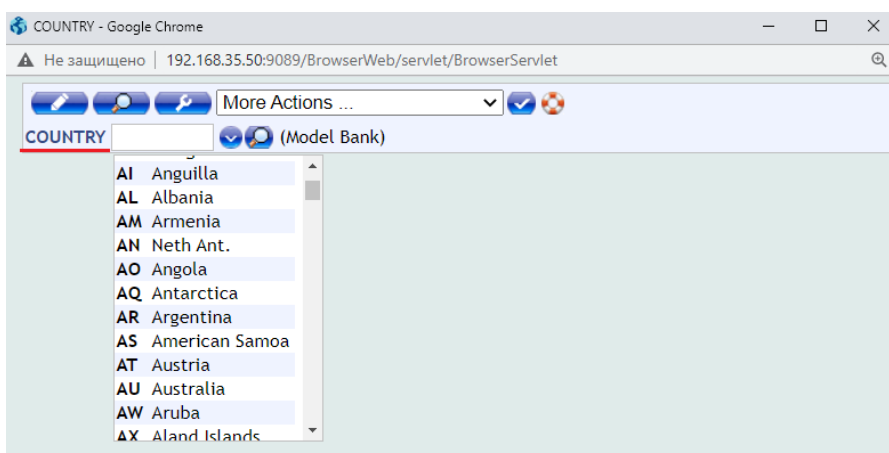 COUNTRY - Google Chrome
Не защищено | 192.168.35.50:9089/BrowserWeb/servlet/BrowserServlet
More Actions ...
COUNTRY (Model Bank)
AI Anguilla
AL Albania
AM Armenia
AN Neth Ant.
AO Angola
AQ Antarctica
AR Argentina
AS American Samoa
AT Austria
AU Australia
AW Aruba
AX Aland Islands